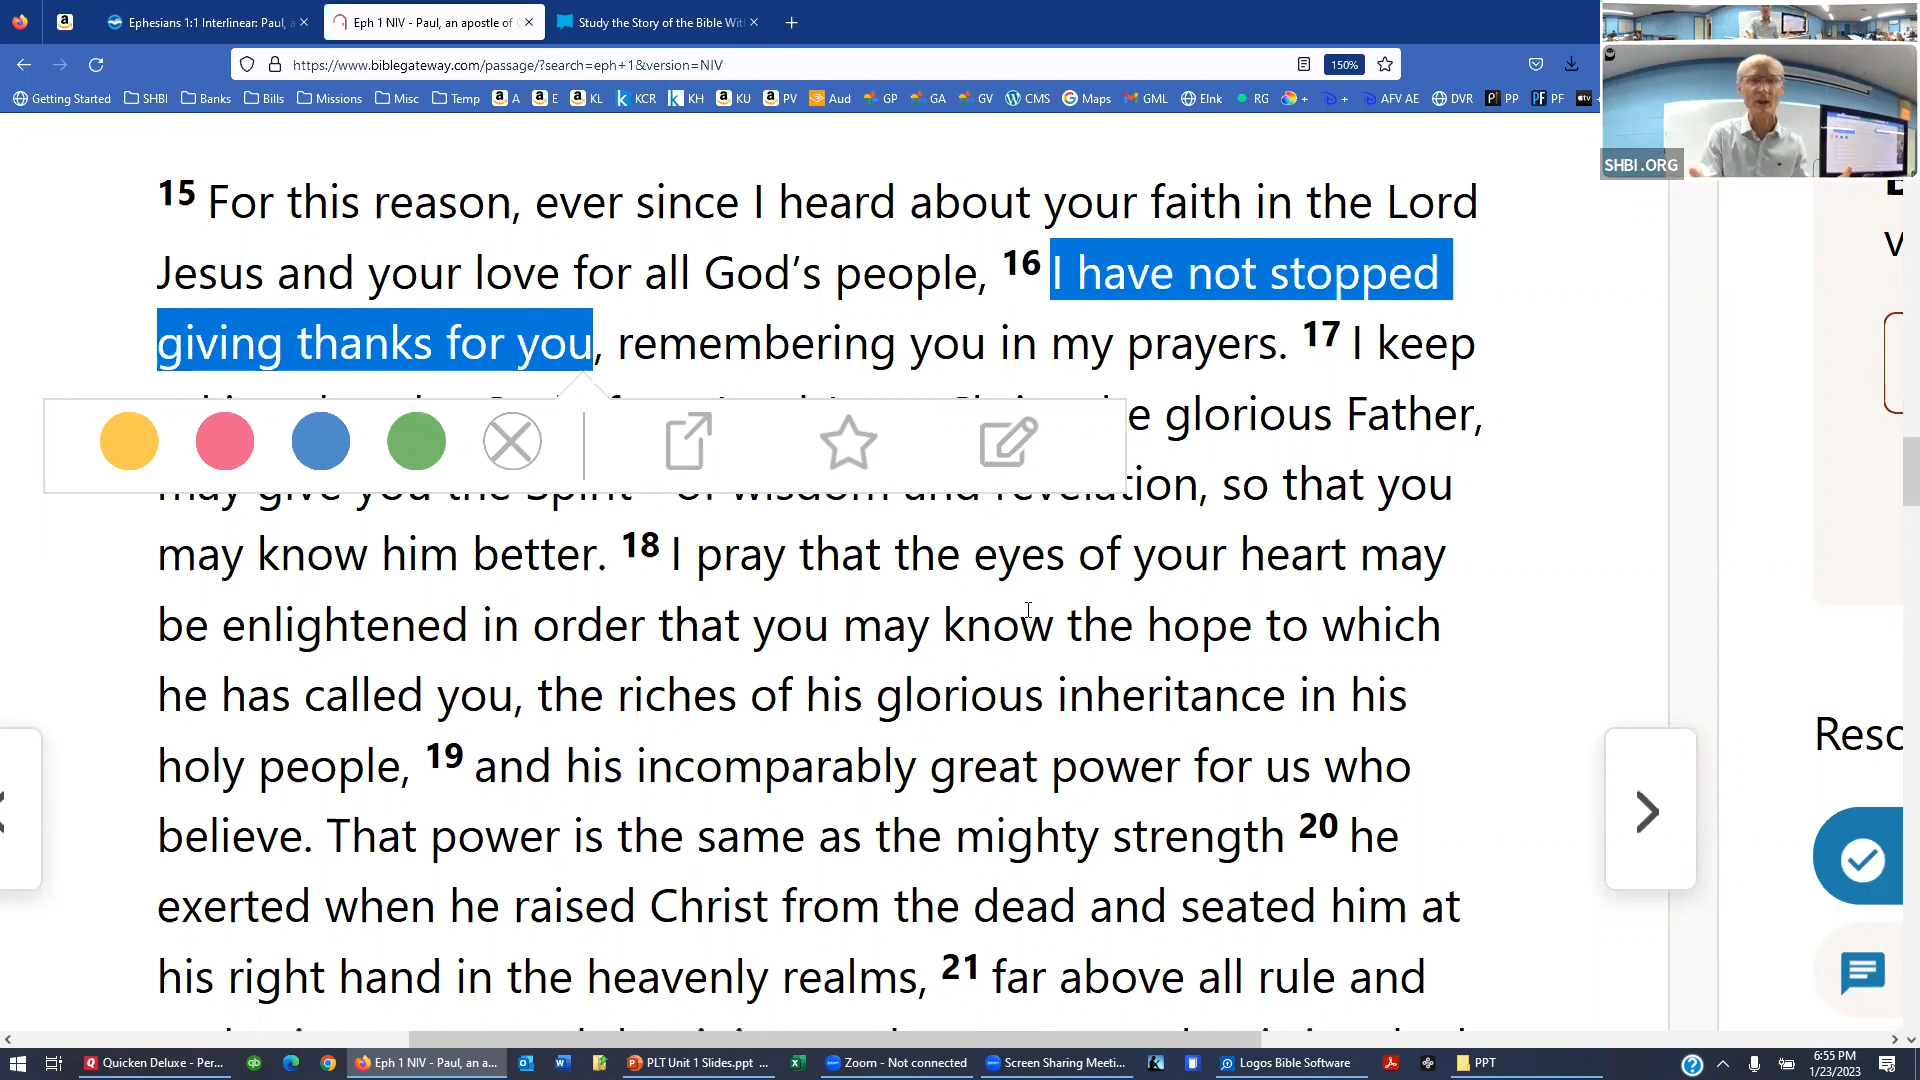 Ephesians 1:1 Interlinear: Paul, a
Eph 1 NIV - Paul, an apostle of C
Study the Story of the Bible Wit
https://www.biblegateway.com/passage/?search=eph+1&version=NIV
150%
Getting Started SHBI Banks Bills Missions Misc Temp A E KL KCR KH KU PV Aud GP GA GV CMS Maps GML Elnk RG + + AFV AE DVR PP PF
SHBI.ORG
15 For this reason, ever since I heard about your faith in the Lord
Jesus and your love for all God’s people, 16 I have not stopped
giving thanks for you, remembering you in my prayers. 17 I keep
e glorious Father,
may give you the Spirit of wisdom and revelation, so that you
may know him better. 18 I pray that the eyes of your heart may
be enlightened in order that you may know the hope to which
he has called you, the riches of his glorious inheritance in his
holy people, 19 and his incomparably great power for us who
believe. That power is the same as the mighty strength 20 he
exerted when he raised Christ from the dead and seated him at
his right hand in the heavenly realms, 21 far above all rule and
Reso
Quicken Deluxe - Per...
Eph 1 NIV - Paul, an a...
PLT Unit 1 Slides.ppt ...
Zoom - Not connected
Screen Sharing Meeti...
Logos Bible Software
PPT
6:55 PM
1/23/2023